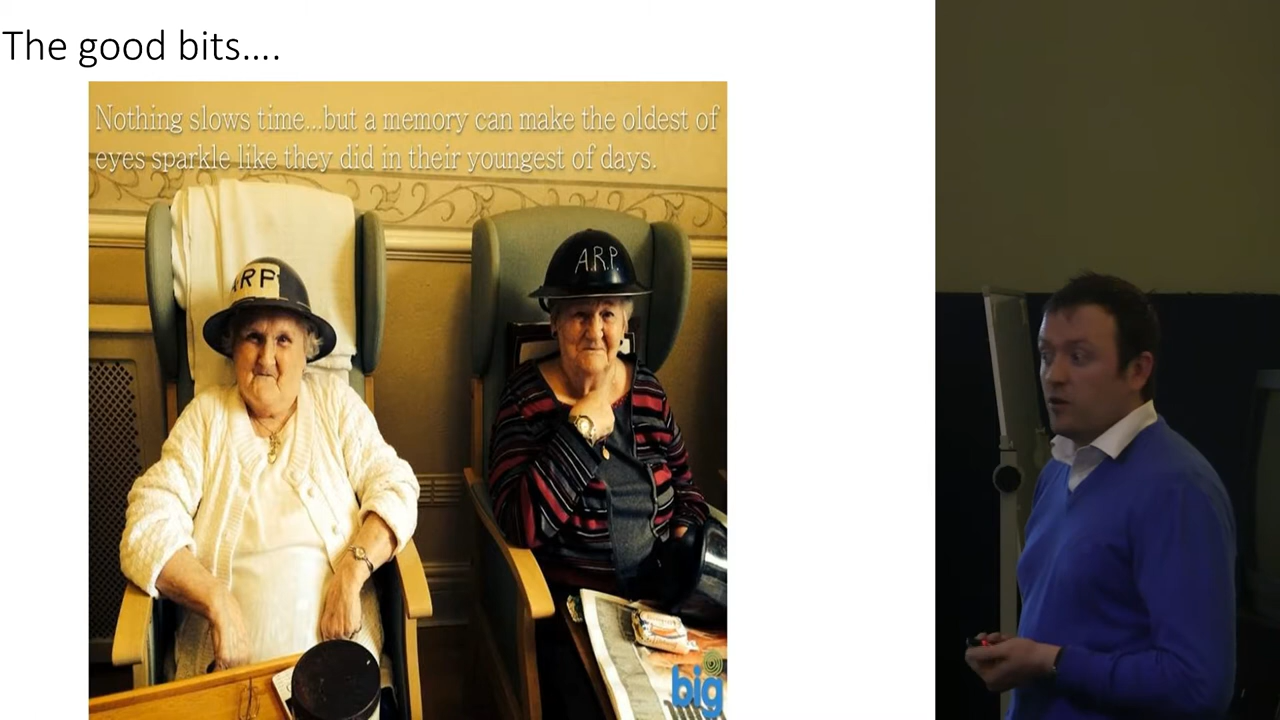 The good bits....
Nothing slows time...but a memory can make the oldest of
eyes sparkle like they did in their youngest of days.
ARP
A.R.P.
big